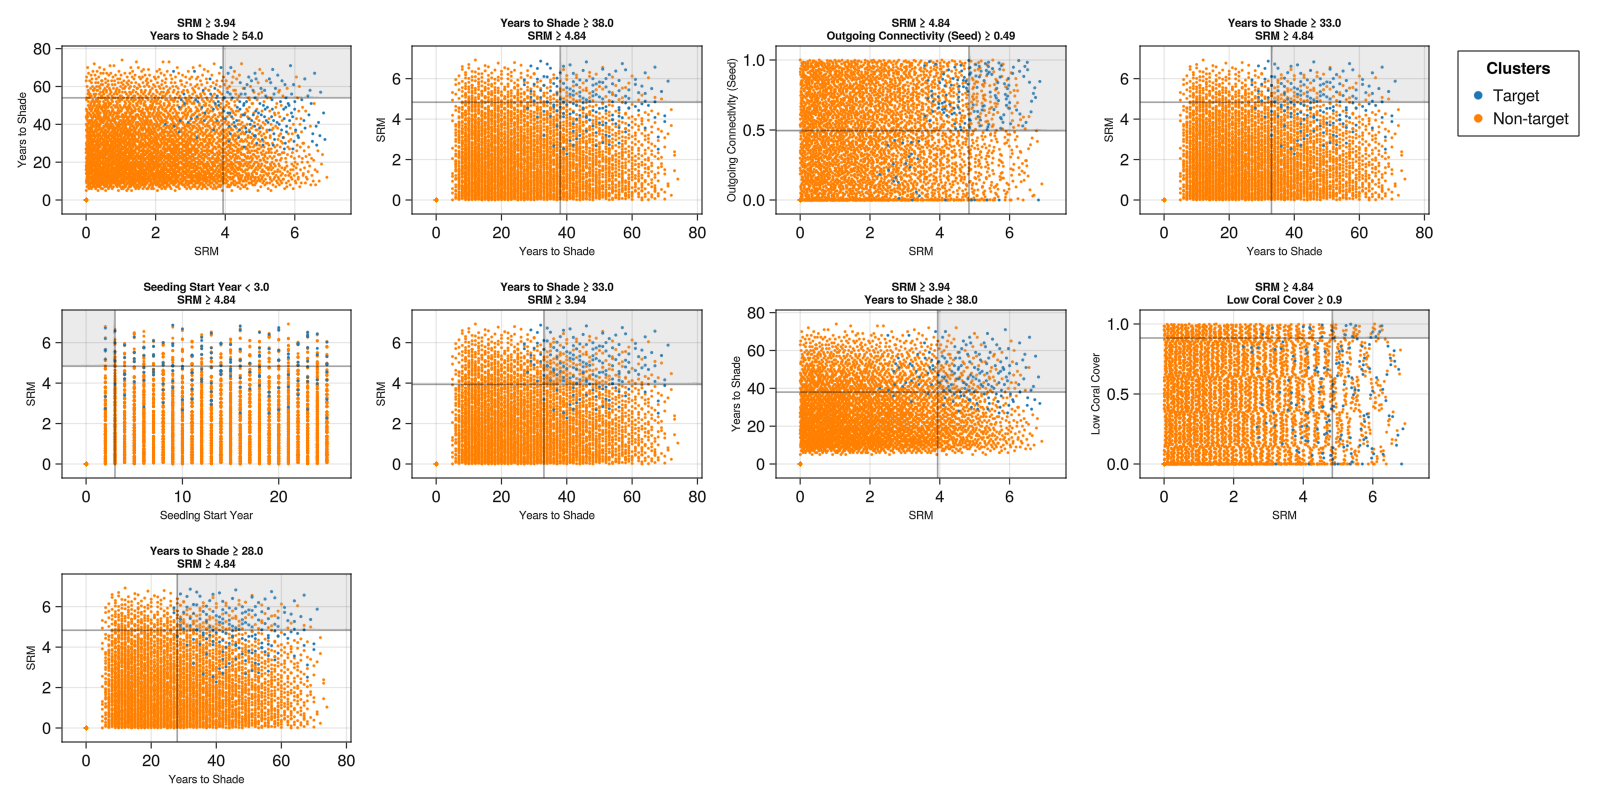 SRM ≥ 3.94
Years to Shade ≥ 54.0
80
60
40
20
0
Years to Shade
0 2 4 6
SRM
Years to Shade ≥ 38.0
SRM ≥ 4.84
6
4
2
0
SRM
0 20 40 60 80
Years to Shade
SRM ≥ 4.84
Outgoing Connectivity (Seed) ≥ 0.49
1.0
0.5
0.0
Outgoing Connectivity (Seed)
0 2 4 6
SRM
Years to Shade ≥ 33.0
SRM ≥ 4.84
6
4
2
0
SRM
0 20 40 60 80
Years to Shade
Clusters
Target
Non-target
Seeding Start Year < 3.0
SRM ≥ 4.84
6
4
2
0
SRM
0 10 20
Seeding Start Year
Years to Shade ≥ 33.0
SRM ≥ 3.94
6
4
2
0
SRM
0 20 40 60 80
Years to Shade
SRM ≥ 3.94
Years to Shade ≥ 38.0
80
60
40
20
0
Years to Shade
0 2 4 6
SRM
SRM ≥ 4.84
Low Coral Cover ≥ 0.9
1.0
0.5
0.0
Low Coral Cover
0 2 4 6
SRM
Years to Shade ≥ 28.0
SRM ≥ 4.84
6
4
2
0
SRM
0 20 40 60 80
Years to Shade